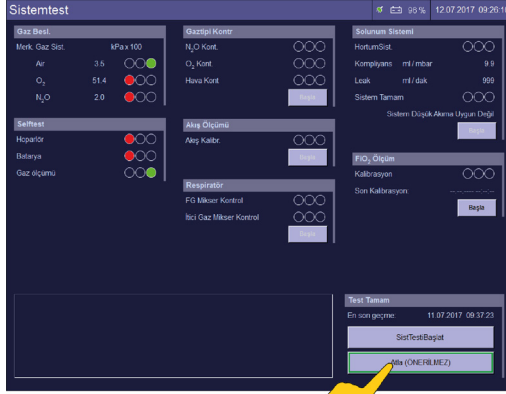 Sistemtest
96 %
12.07.2017 09:26:10
Gaz Besl.
Merk. Gaz Sist. kPa x 100
Air 3.5
O₂ 51.4
N₂O 2.0
Selftest
Hoparlör
Batarya
Gaz ölçümü
Gaztipi Kontr
N₂O Kont.
O₂ Kont.
Hava Kont
Başla
Akış Ölçümü
Akış Kalibr.
Başla
Respiratör
FG Mikser Kontrol
İtici Gaz Mikser Kontrol
Başla
Solunum Sistemi
HortumSist.
Kompliyans ml / mbar 9.9
Leak ml / dak 999
Sistem Tamam
Sistem Düşük Akıma Uygun Değil
Başla
FiO₂ Ölçüm
Kalibrasyon
Son Kalibrasyon: --.--.---- --:--
Başla
Test Tamam
En son geçme: 11.07.2017 09:37:23
SistTestiBaşlat
Atla (ÖNERİLMEZ)